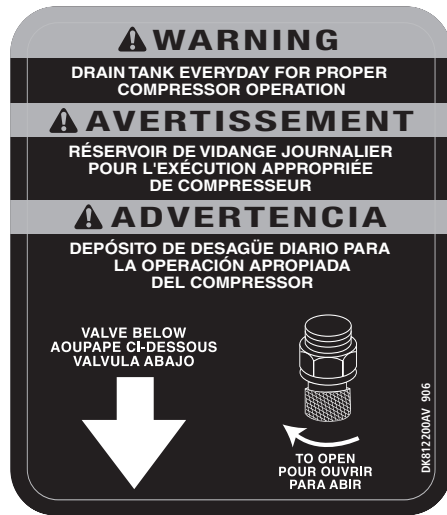 WARNING
DRAIN TANK EVERYDAY FOR PROPER
COMPRESSOR OPERATION
AVERTISSEMENT
RÉSERVOIR DE VIDANGE JOURNALIER
POUR L'EXÉCUTION APPROPRIÉE
DE COMPRESSEUR
ADVERTENCIA
DEPÓSITO DE DESAGÜE DIARIO PARA
LA OPERACIÓN APROPIADA
DEL COMPRESSOR
VALVE BELOW
AOUPAPE CI-DESSOUS
VALVULA ABAJO
TO OPEN
POUR OUVRIR
PARA ABIR
DK812200AV 906